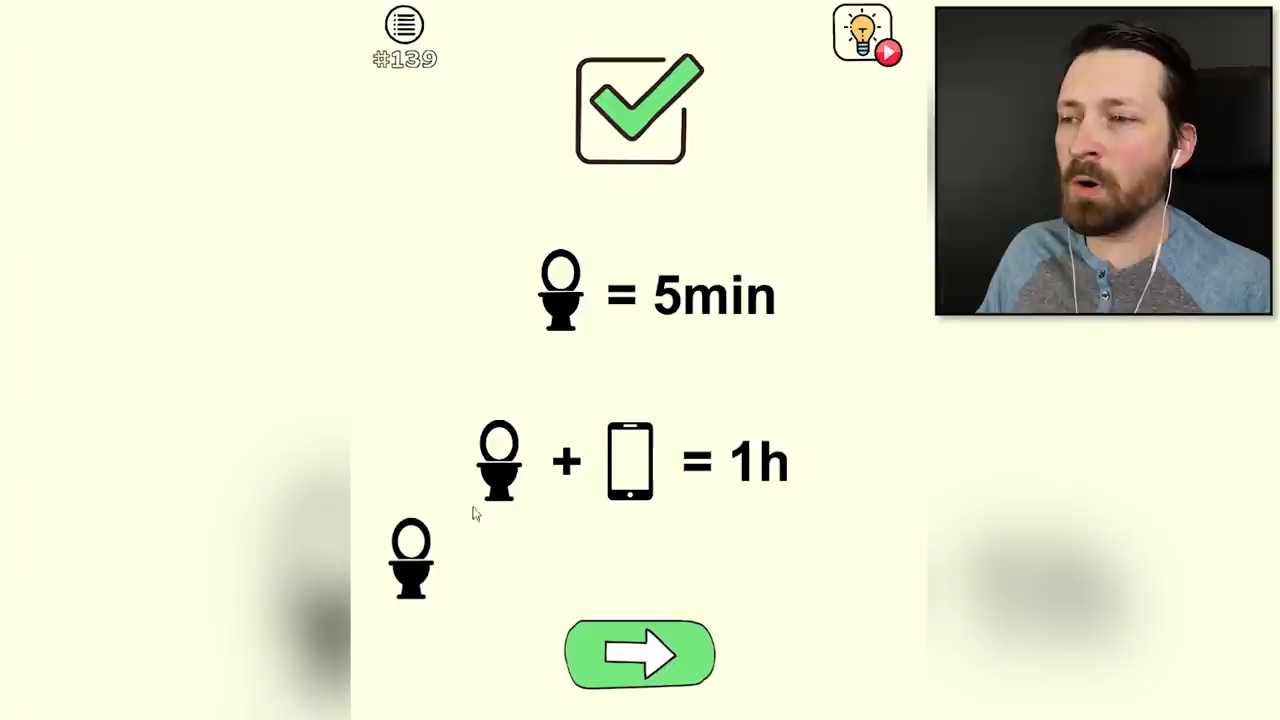 #139
= 5min
+ = 1h